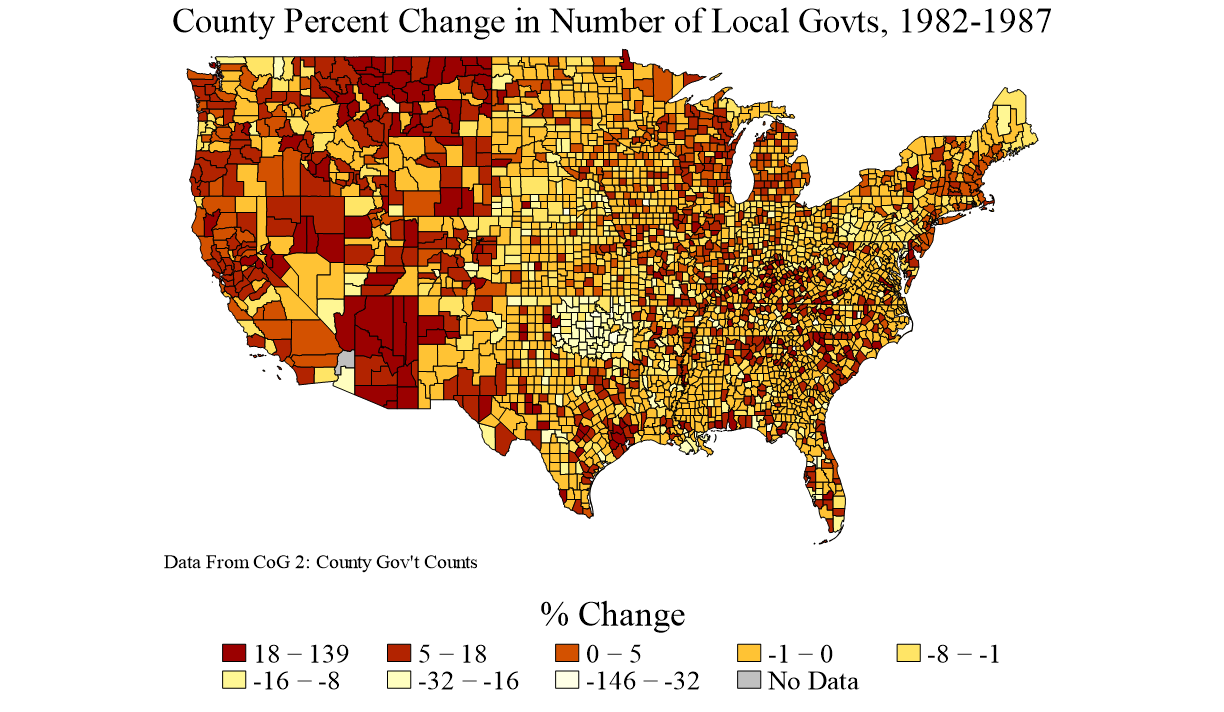 County Percent Change in Number of Local Govts, 1982-1987
Data From CoG 2: County Gov't Counts
% Change
18 − 139 5 − 18 0 − 5 -1 − 0 -8 − -1
-16 − -8 -32 − -16 -146 − -32 No Data